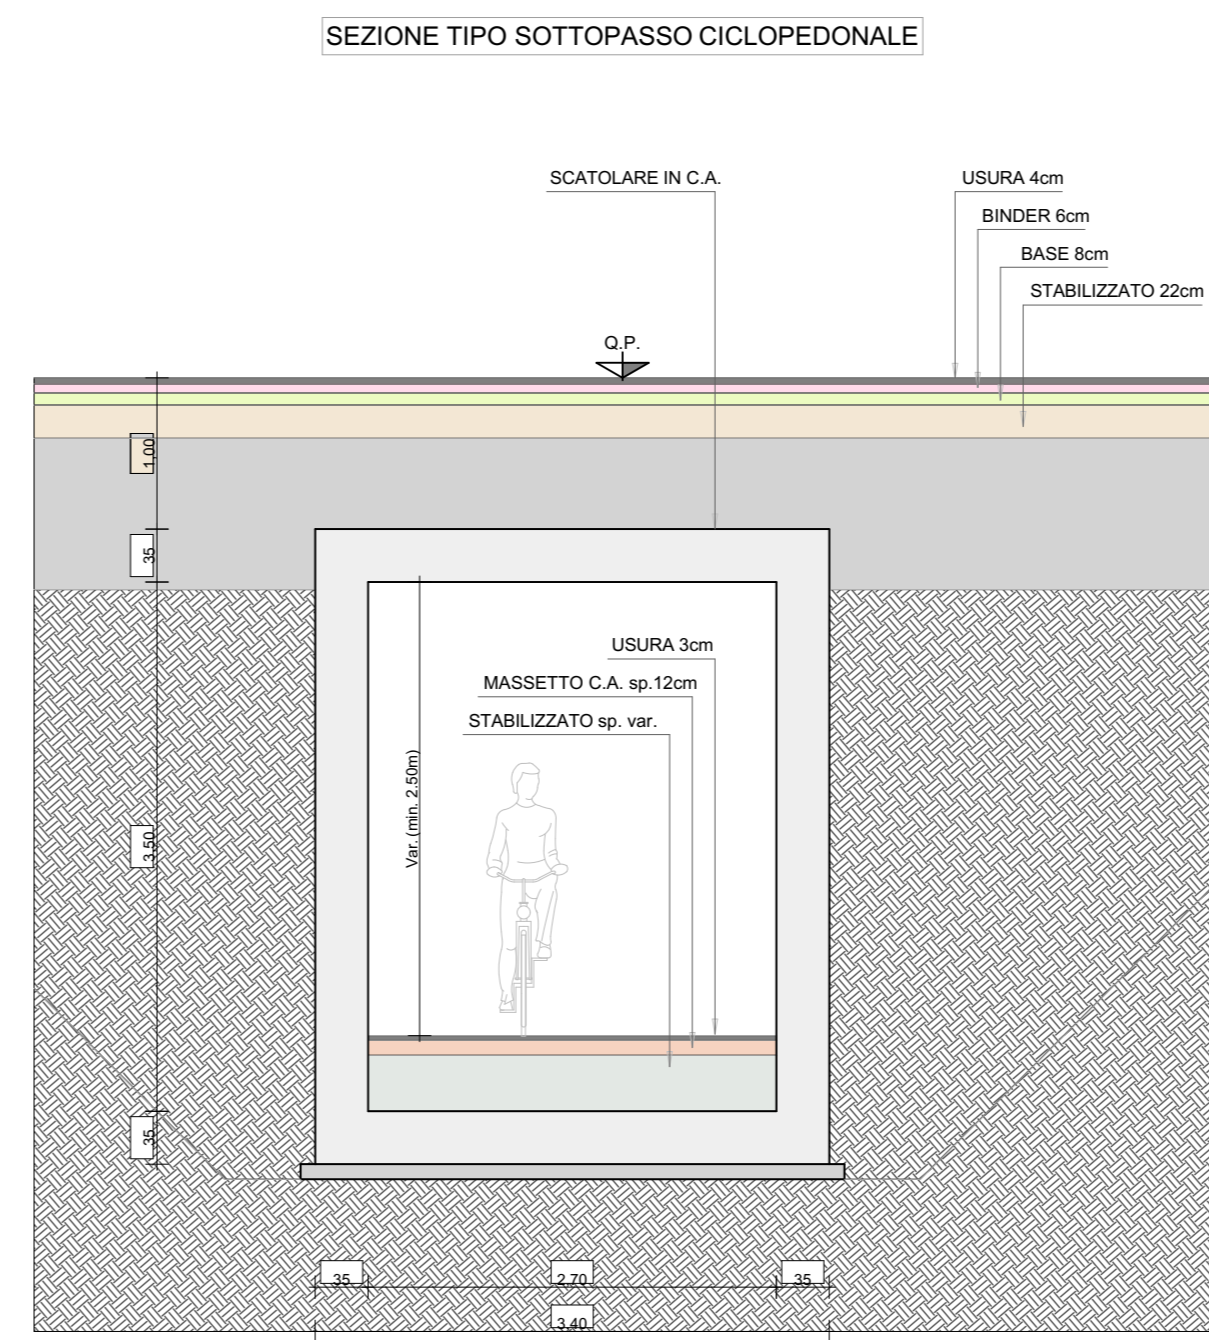 SEZIONE TIPO SOTTOPASSO CICLOPEDONALE
SCATOLARE IN C.A.
USURA 4cm
BINDER 6cm
BASE 8cm
STABILIZZATO 22cm
Q.P.
1.00
35
USURA 3cm
MASSETTO C.A. sp.12cm
STABILIZZATO sp. var.
Var. (min. 2.50m)
3.50
35
35
2.70
35
3.40